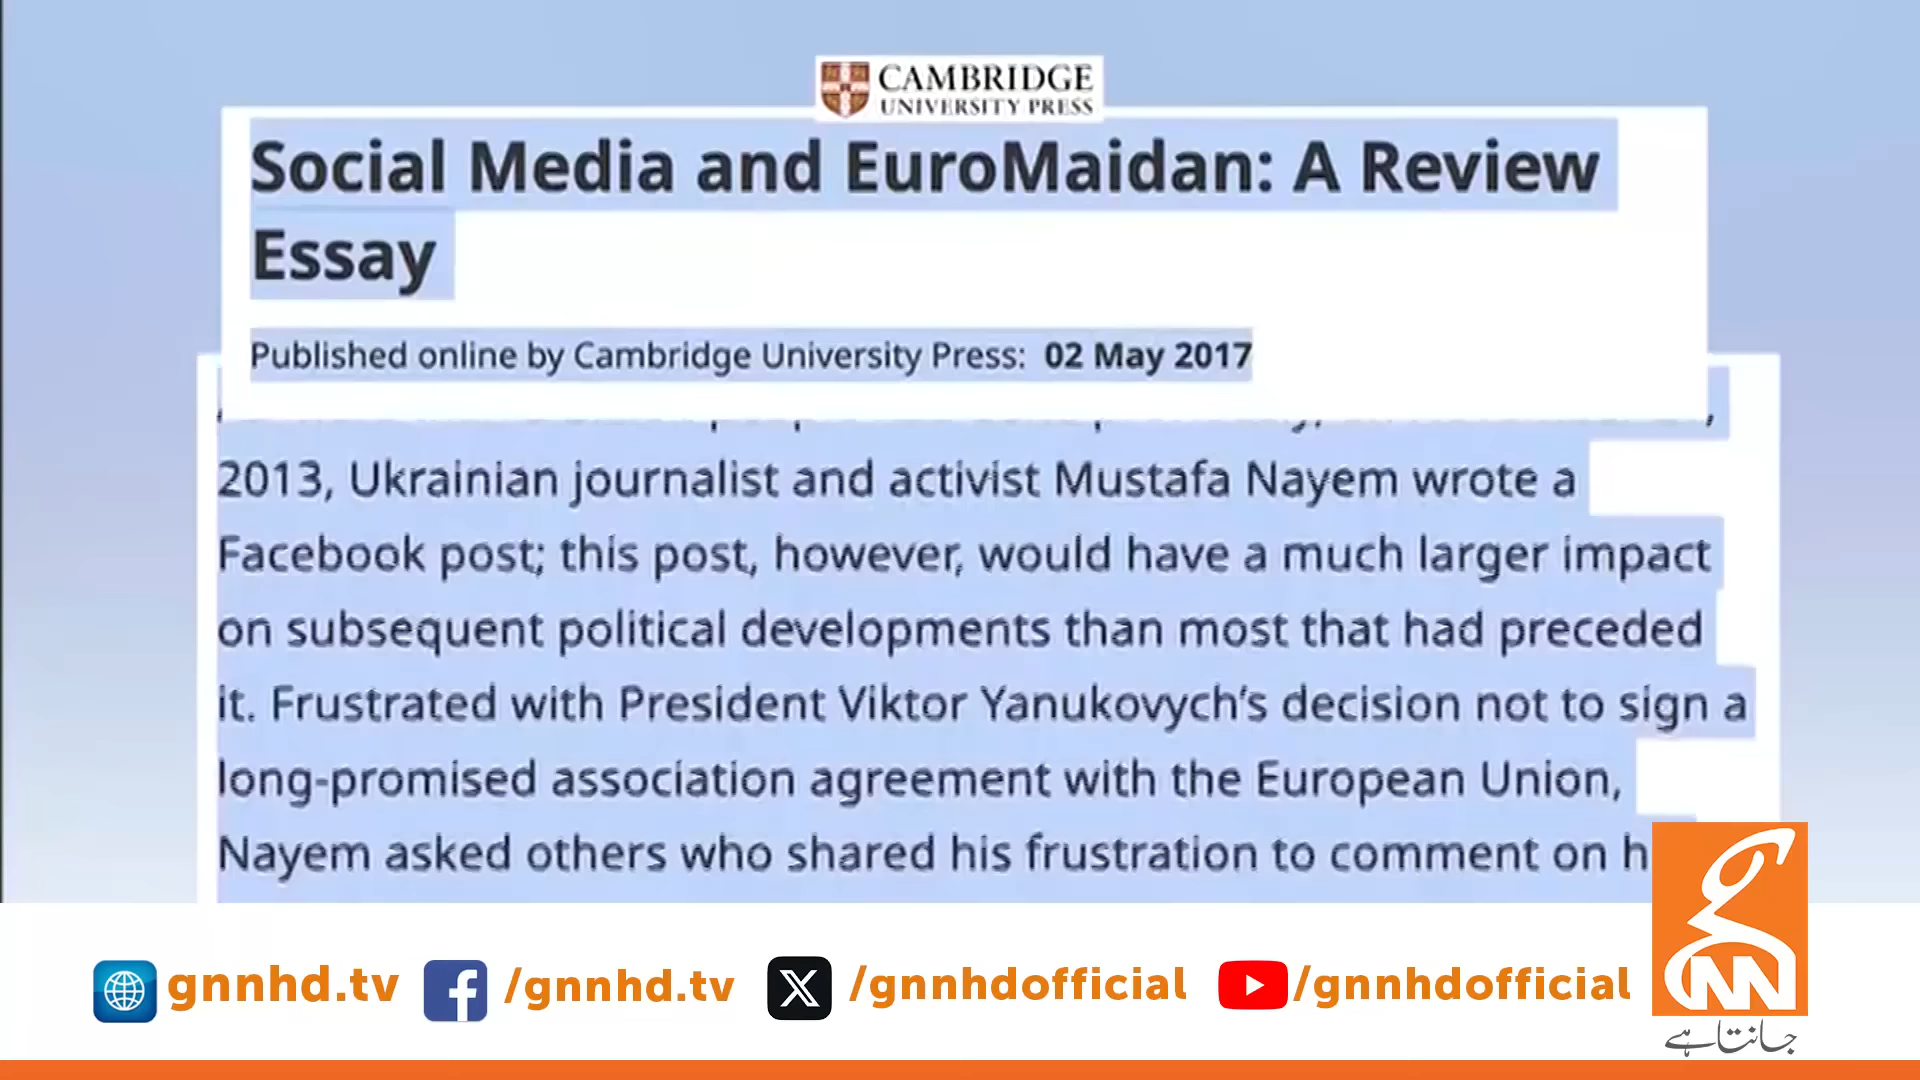 CAMBRIDGE
UNIVERSITY PRESS
Social Media and EuroMaidan: A Review
Essay
Published online by Cambridge University Press: 02 May 2017
2013, Ukrainian journalist and activist Mustafa Nayem wrote a
Facebook post; this post, however, would have a much larger impact
on subsequent political developments than most that had preceded
it. Frustrated with President Viktor Yanukovych's decision not to sign a
long-promised association agreement with the European Union,
Nayem asked others who shared his frustration to comment on h
gnnhd.tv /gnnhd.tv /gnnhdofficial /gnnhdofficial
GNN
جانتا ہے